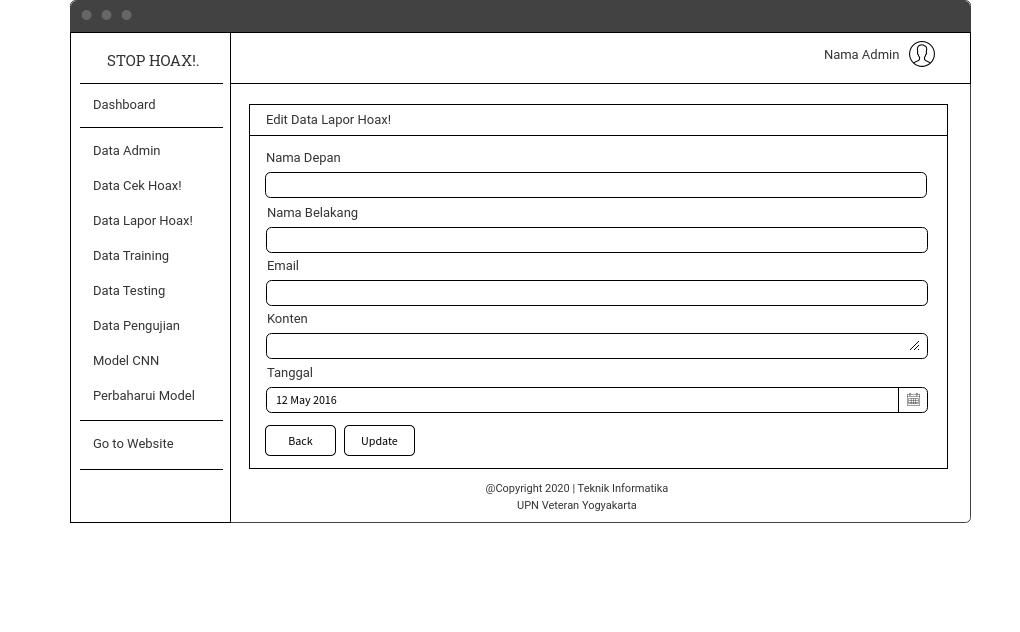 STOP HOAX!.
Nama Admin
Dashboard
Data Admin
Data Cek Hoax!
Data Lapor Hoax!
Data Training
Data Testing
Data Pengujian
Model CNN
Perbaharui Model
Go to Website
Edit Data Lapor Hoax!
Nama Depan
Nama Belakang
Email
Konten
Tanggal
12 May 2016
Back
Update
@Copyright 2020 | Teknik Informatika
UPN Veteran Yogyakarta